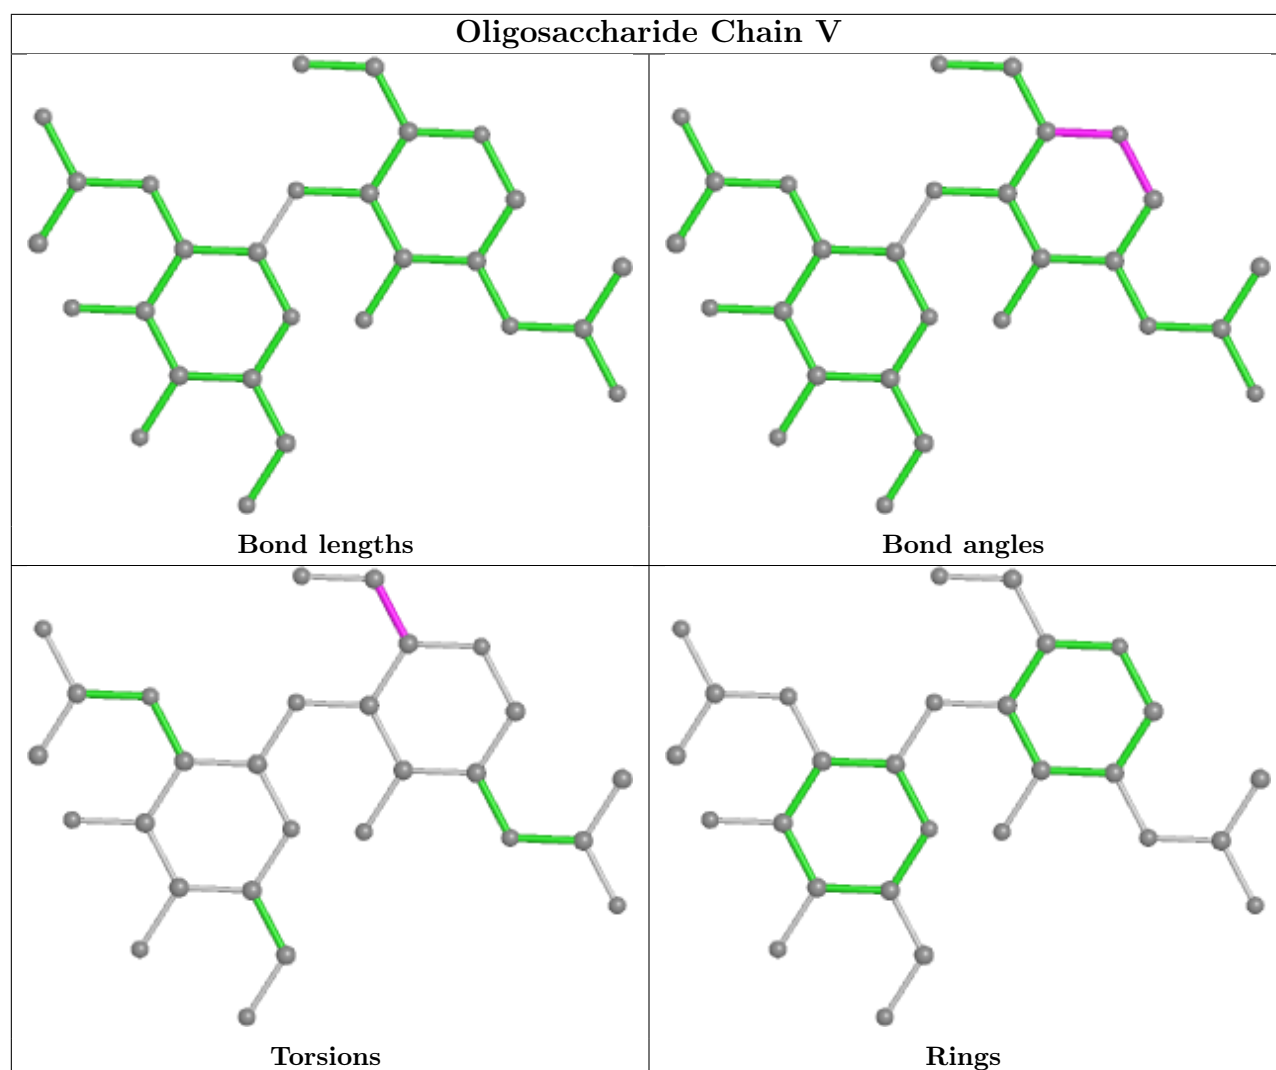 Oligosaccharide Chain V
Bond lengths
Bond angles
Torsions
Rings